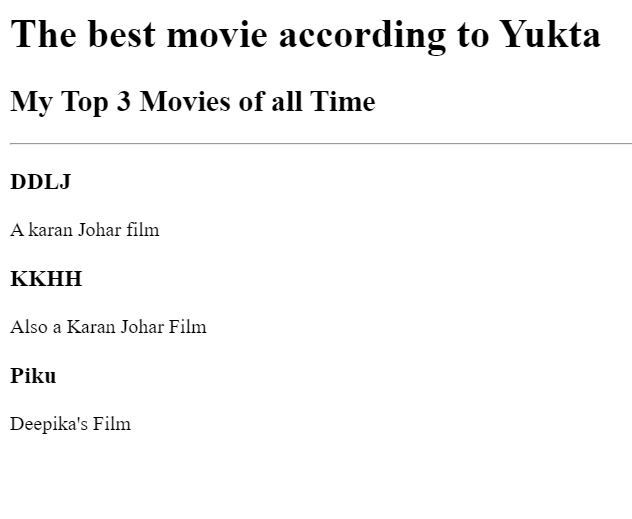 The best movie according to Yukta
My Top 3 Movies of all Time
DDLJ
A karan Johar film
KKHH
Also a Karan Johar Film
Piku
Deepika's Film